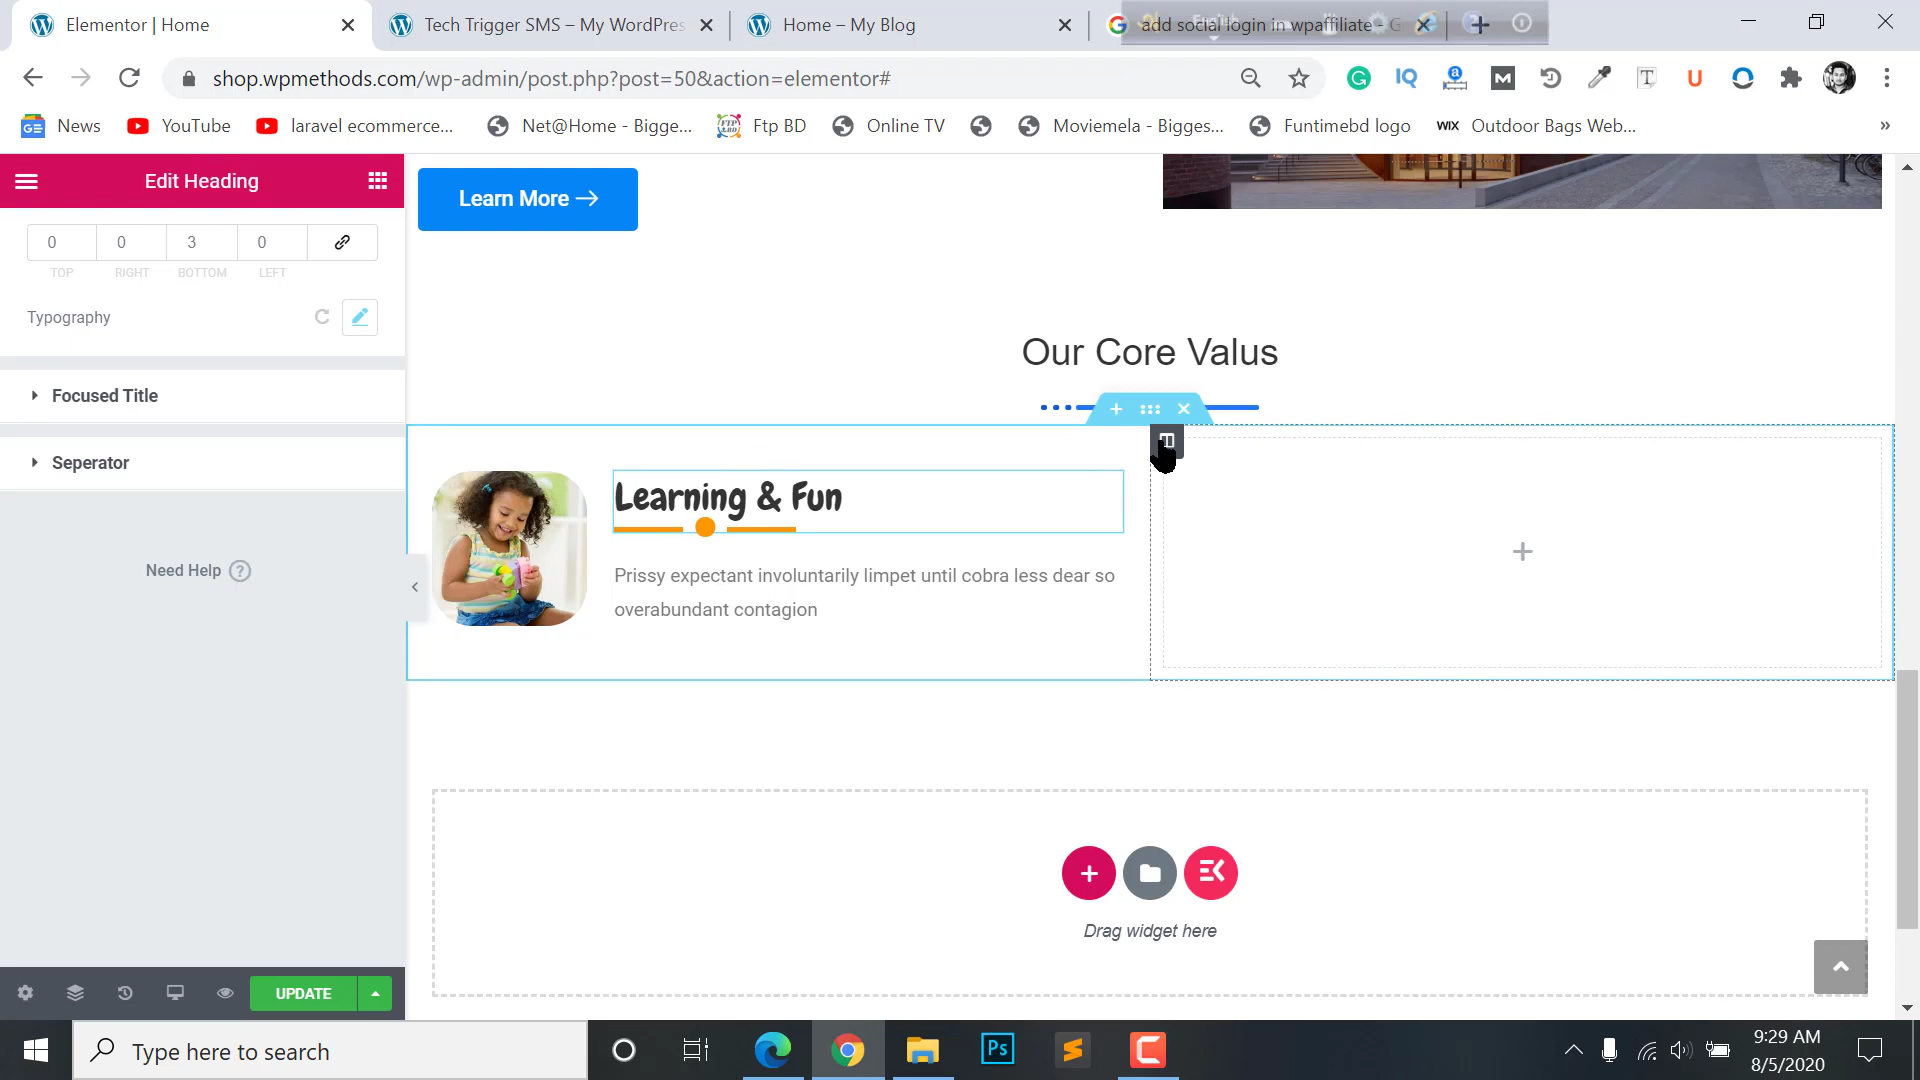 Elementor | Home
Tech Trigger SMS – My WordPres
Home – My Blog
add social login in wpaffiliate - G
shop.wpmethods.com/wp-admin/post.php?post=50&action=elementor#
News
YouTube
laravel ecommerce...
Net@Home - Bigge...
Ftp BD
Online TV
Moviemela - Bigges...
Funtimebd logo
WIX
Outdoor Bags Web...
»
Edit Heading
0
0
3
0
TOP
RIGHT
BOTTOM
LEFT
Typography
Focused Title
Seperator
Need Help ?
UPDATE
Learn More →
Our Core Valus
Learning & Fun
Prissy expectant involuntarily limpet until cobra less dear so
overabundant contagion
Drag widget here
Type here to search
Ps
9:29 AM
8/5/2020